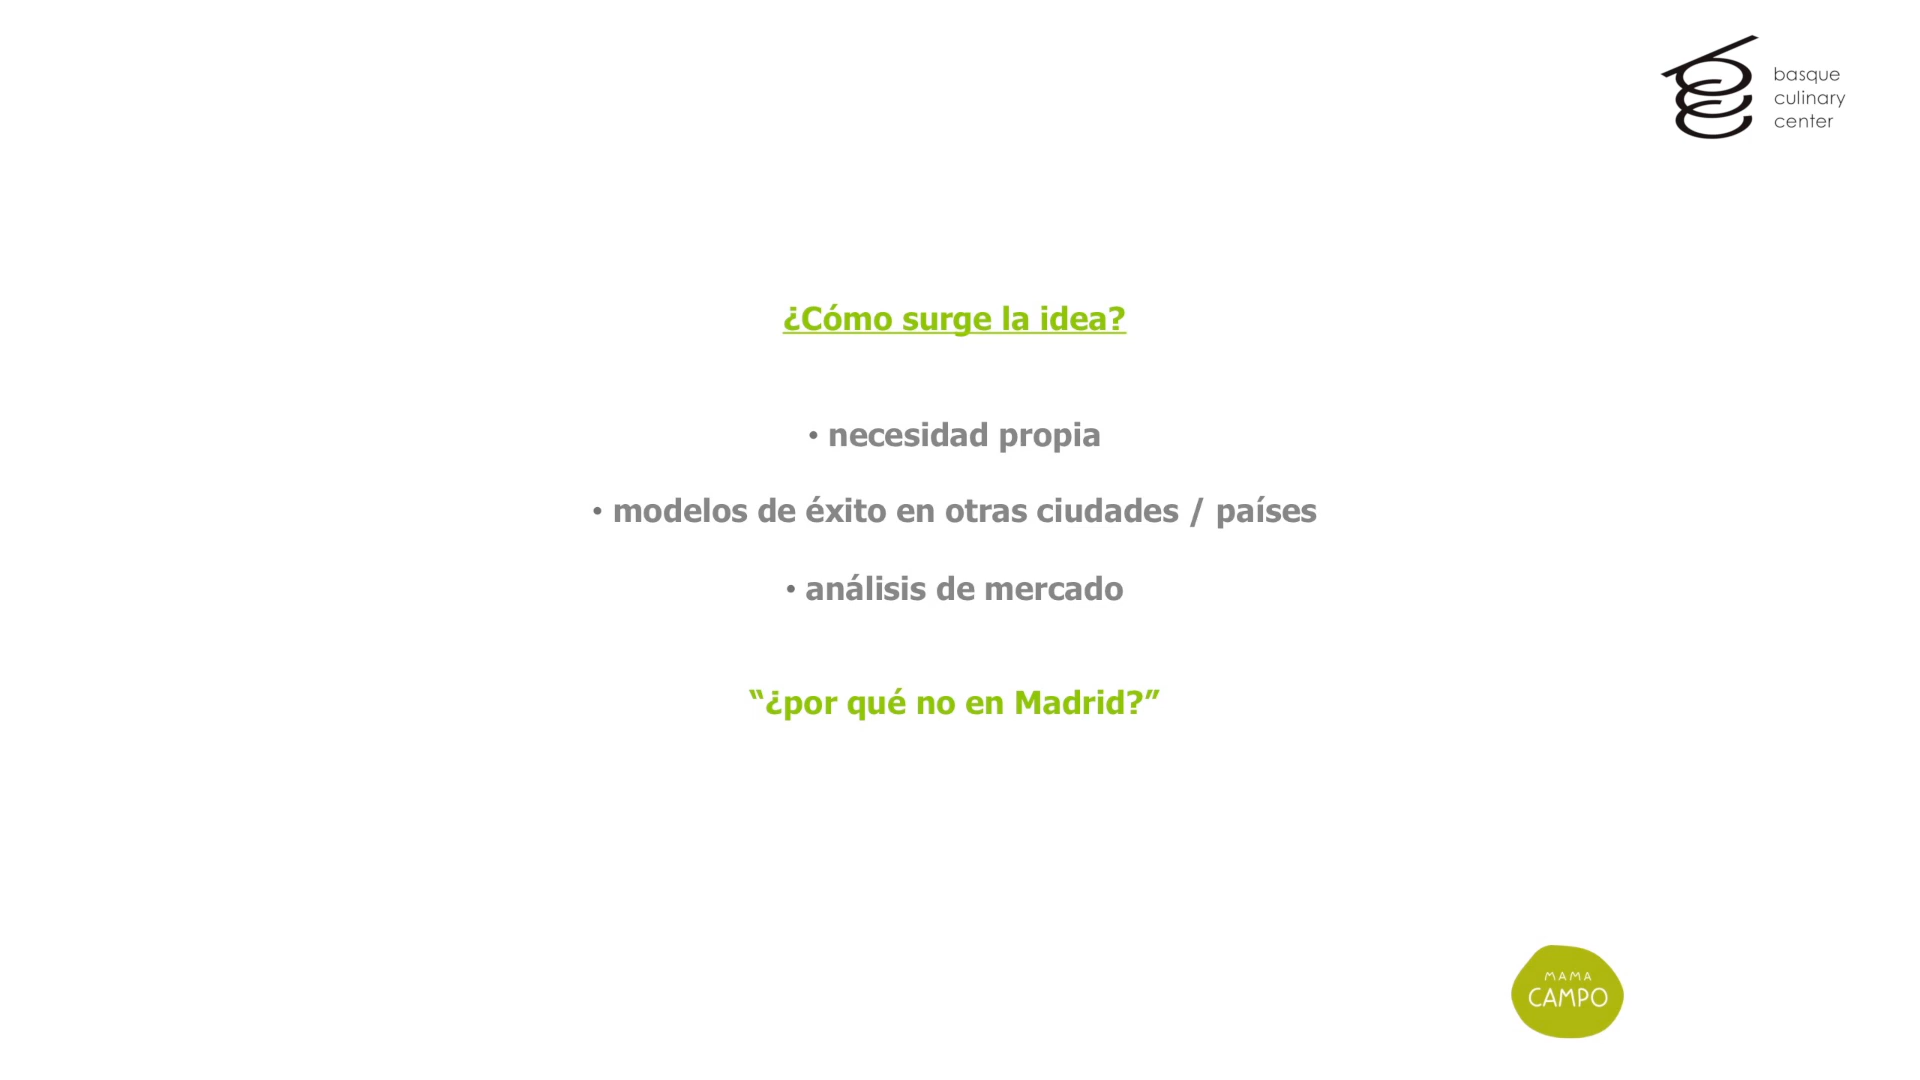 basque
culinary
center
¿Cómo surge la idea?
• necesidad propia
• modelos de éxito en otras ciudades / países
• análisis de mercado
“¿por qué no en Madrid?”
MAMA
CAMPO